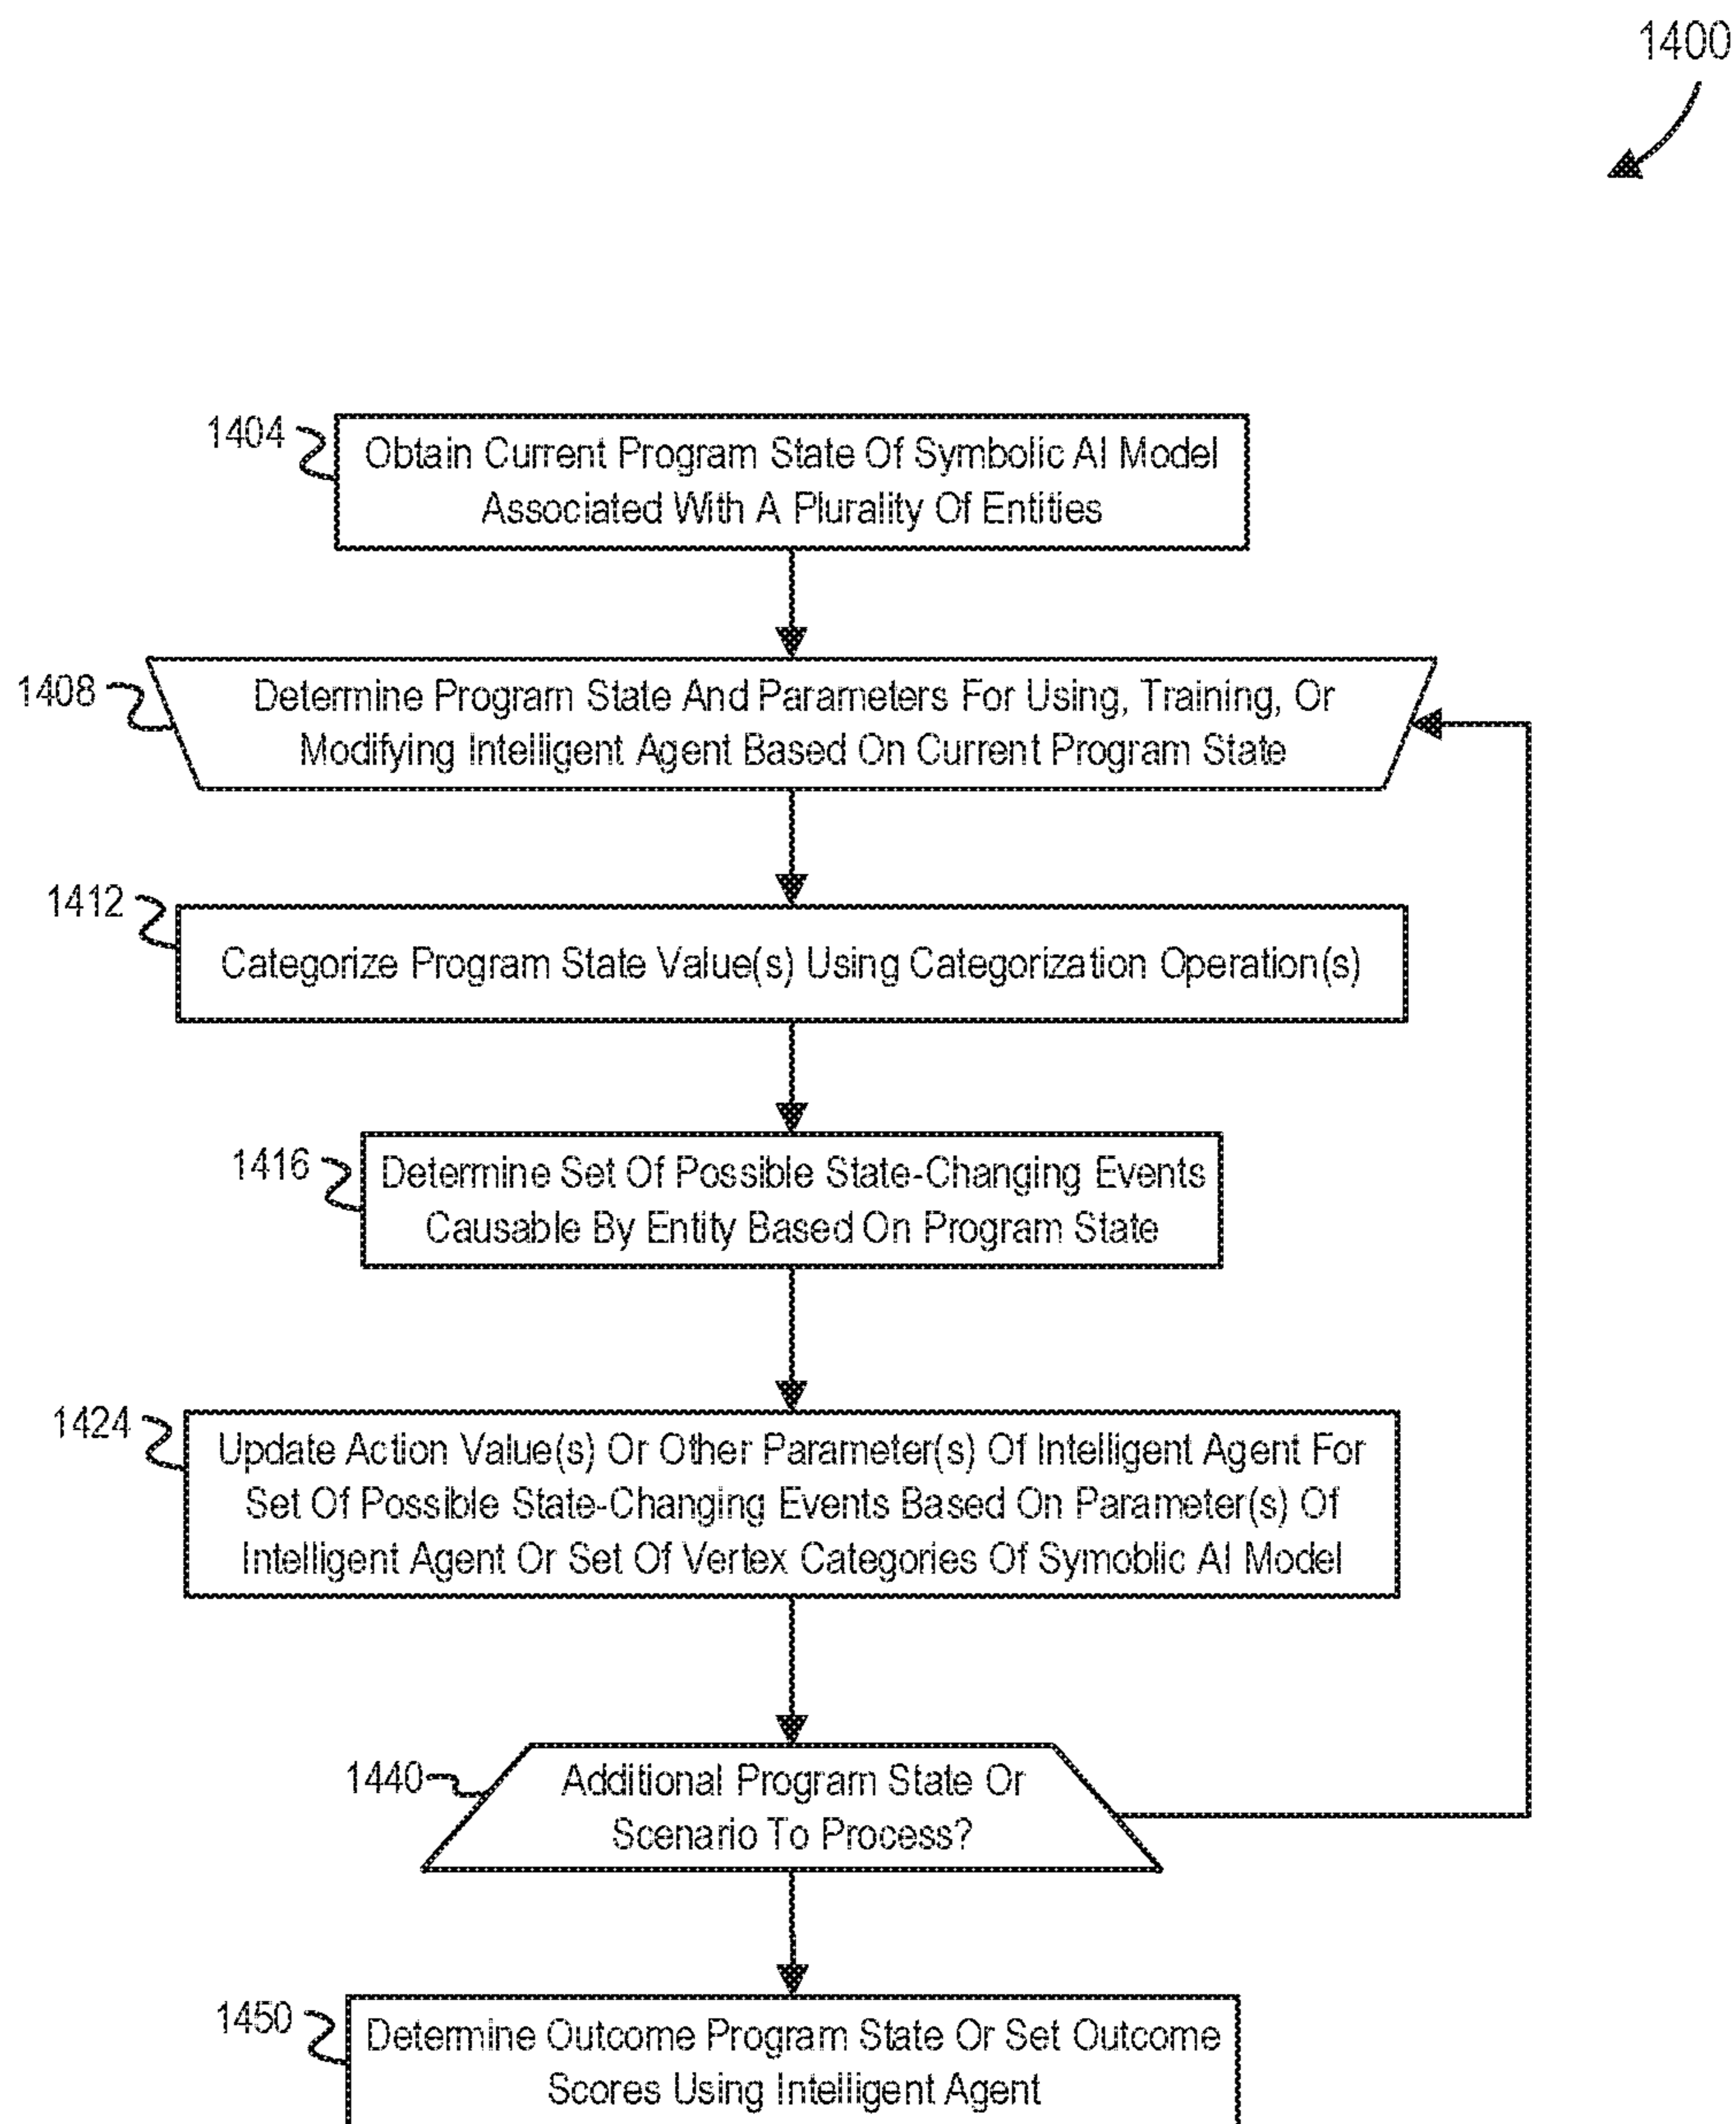 1400
1404
Obtain Current Program State Of Symbolic AI Model
Associated With A Plurality Of Entities
1408
Determine Program State And Parameters For Using, Training, Or
Modifying Intelligent Agent Based On Current Program State
1412
Categorize Program State Value(s) Using Categorization Operation(s)
1416
Determine Set Of Possible State-Changing Events
Causable By Entity Based On Program State
1424
Update Action Value(s) Or Other Parameter(s) Of Intelligent Agent For
Set Of Possible State-Changing Events Based On Parameter(s) Of
Intelligent Agent Or Set Of Vertex Categories Of Symoblic AI Model
1440
Additional Program State Or
Scenario To Process?
1450
Determine Outcome Program State Or Set Outcome
Scores Using Intelligent Agent